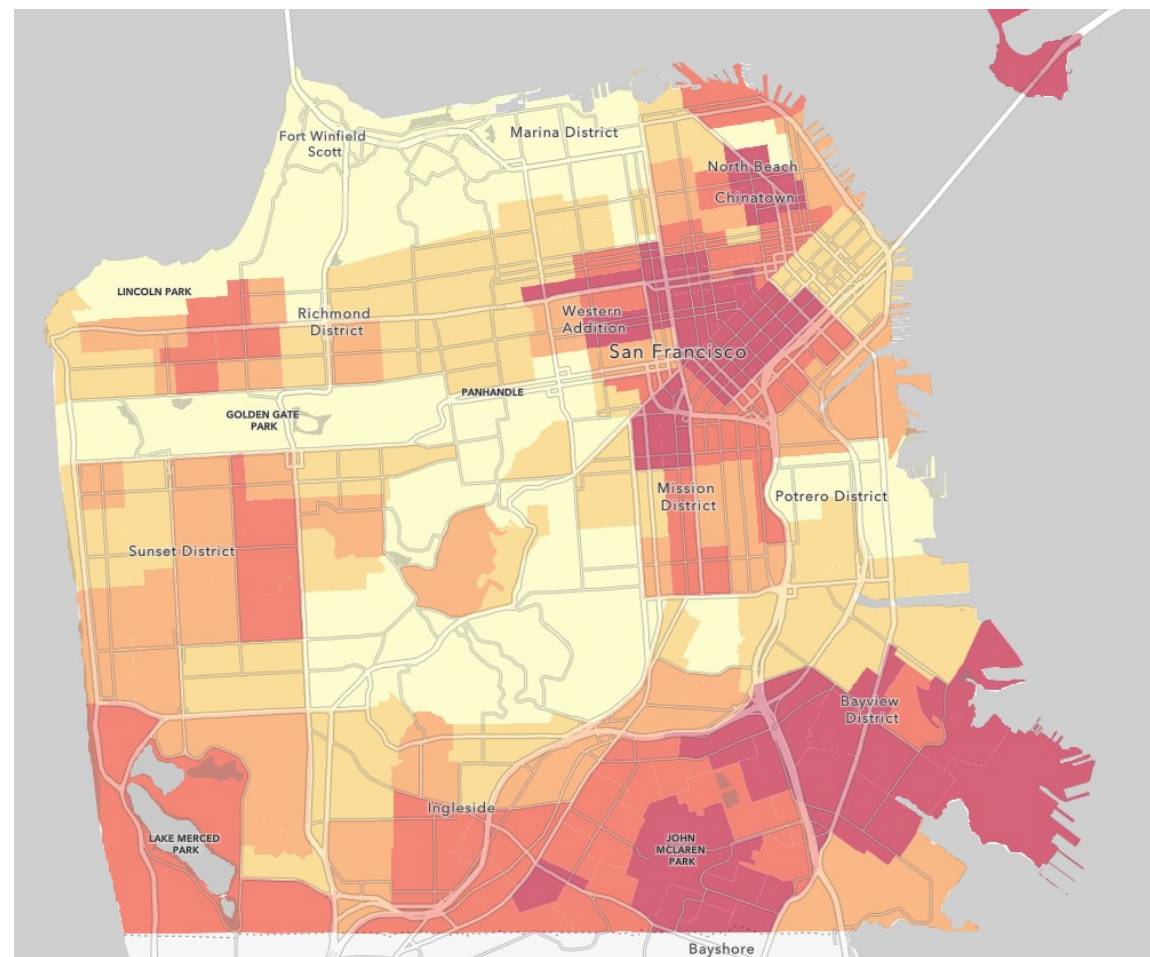 Fort Winfield
Scott
Marina District
North Beach
Chinatown
LINCOLN PARK
Richmond
District
Western
Addition
San Francisco
PANHANDLE
GOLDEN GATE
PARK
Mission
District
Potrero District
Sunset District
Bayview
District
Ingleside
LAKE MERCED
PARK
JOHN
MCLAREN
PARK
Bayshore